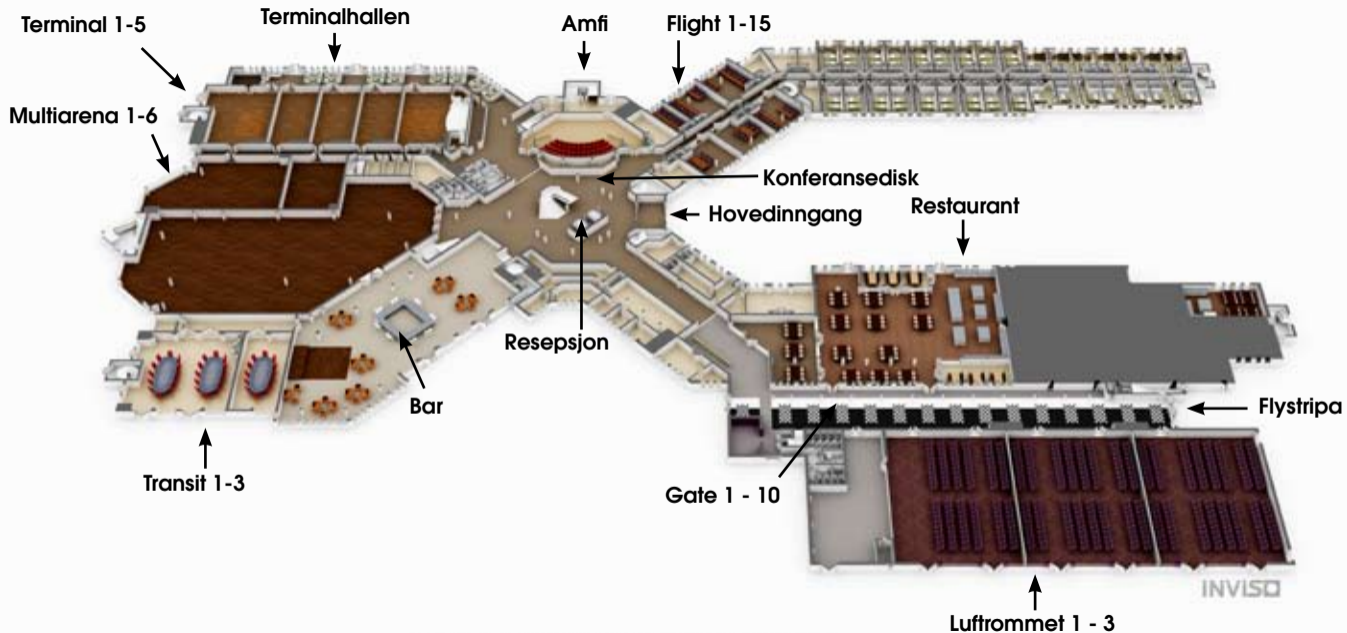 Terminalhallen
Amfi
Flight 1-15
Terminal 1-5
Multiarena 1-6
Konferansedisk
Hovedinngang
Restaurant
Resepsjon
Bar
Flystripa
Transit 1-3
Gate 1 - 10
INVISO
Luftrommet 1 - 3